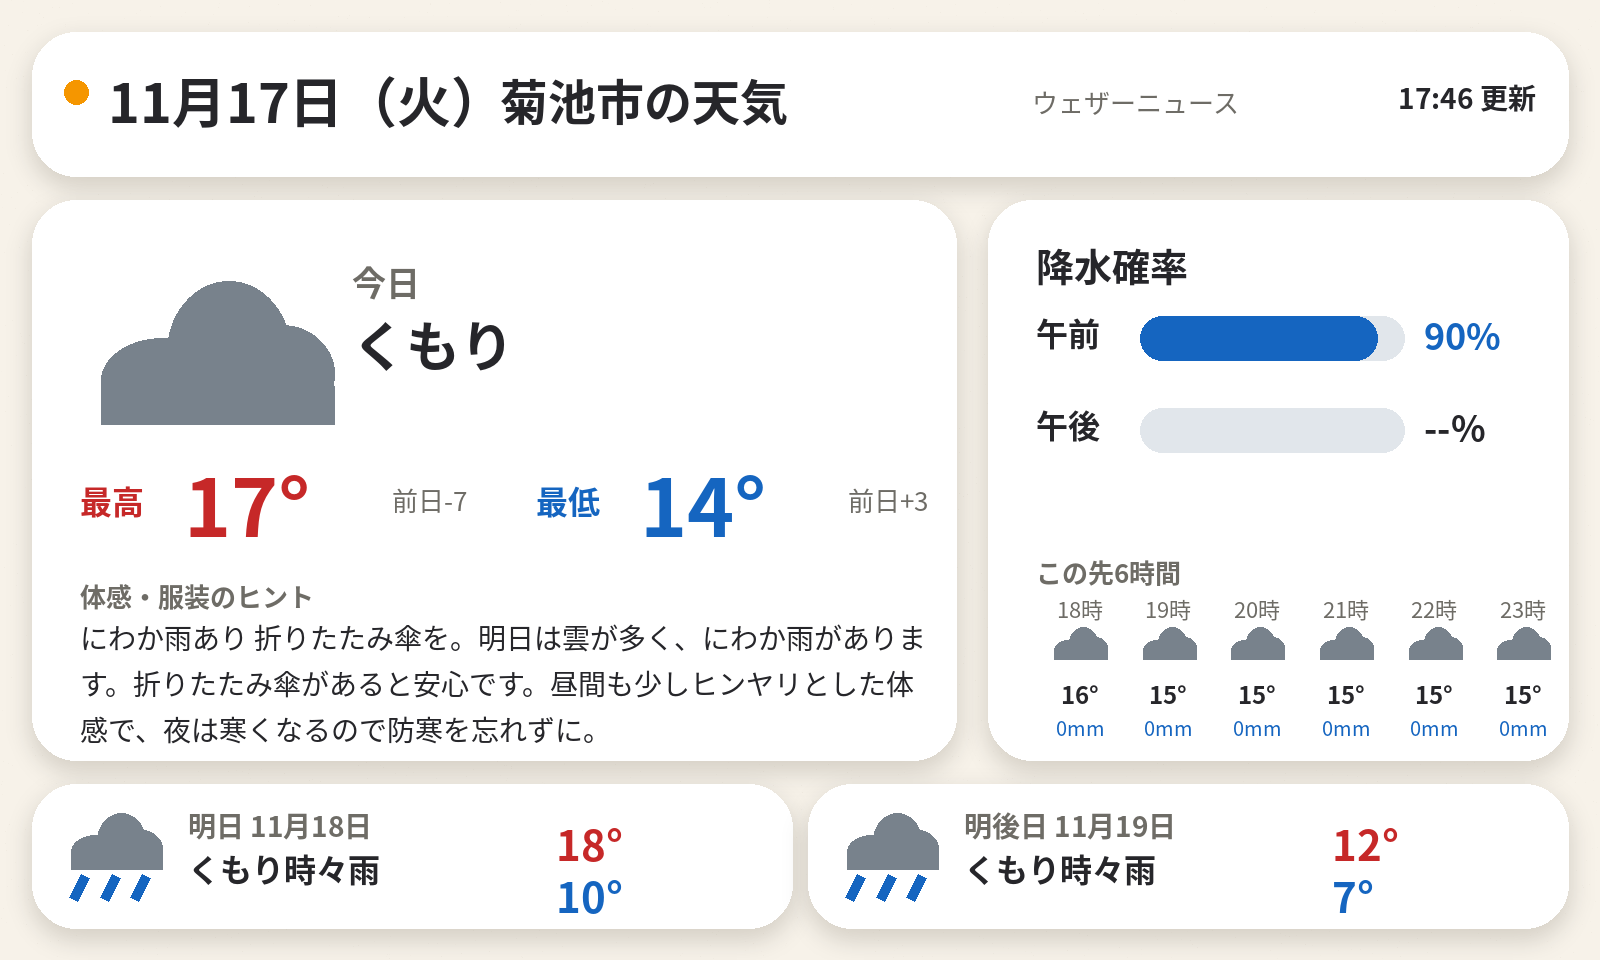 11月17日（火）菊池市の天気
ウェザーニュース
17:46 更新
今日
くもり
最高 17° 前日-7 最低 14° 前日+3
体感・服装のヒント
にわか雨あり 折りたたみ傘を。明日は雲が多く、にわか雨がありま
す。折りたたみ傘があると安心です。昼間も少しヒンヤリとした体
感で、夜は寒くなるので防寒を忘れずに。
降水確率
午前 90%
午後 --%
この先6時間
18時 19時 20時 21時 22時 23時
16° 15° 15° 15° 15° 15°
0mm 0mm 0mm 0mm 0mm 0mm
明日 11月18日
くもり時々雨
18°
10°
明後日 11月19日
くもり時々雨
12°
7°